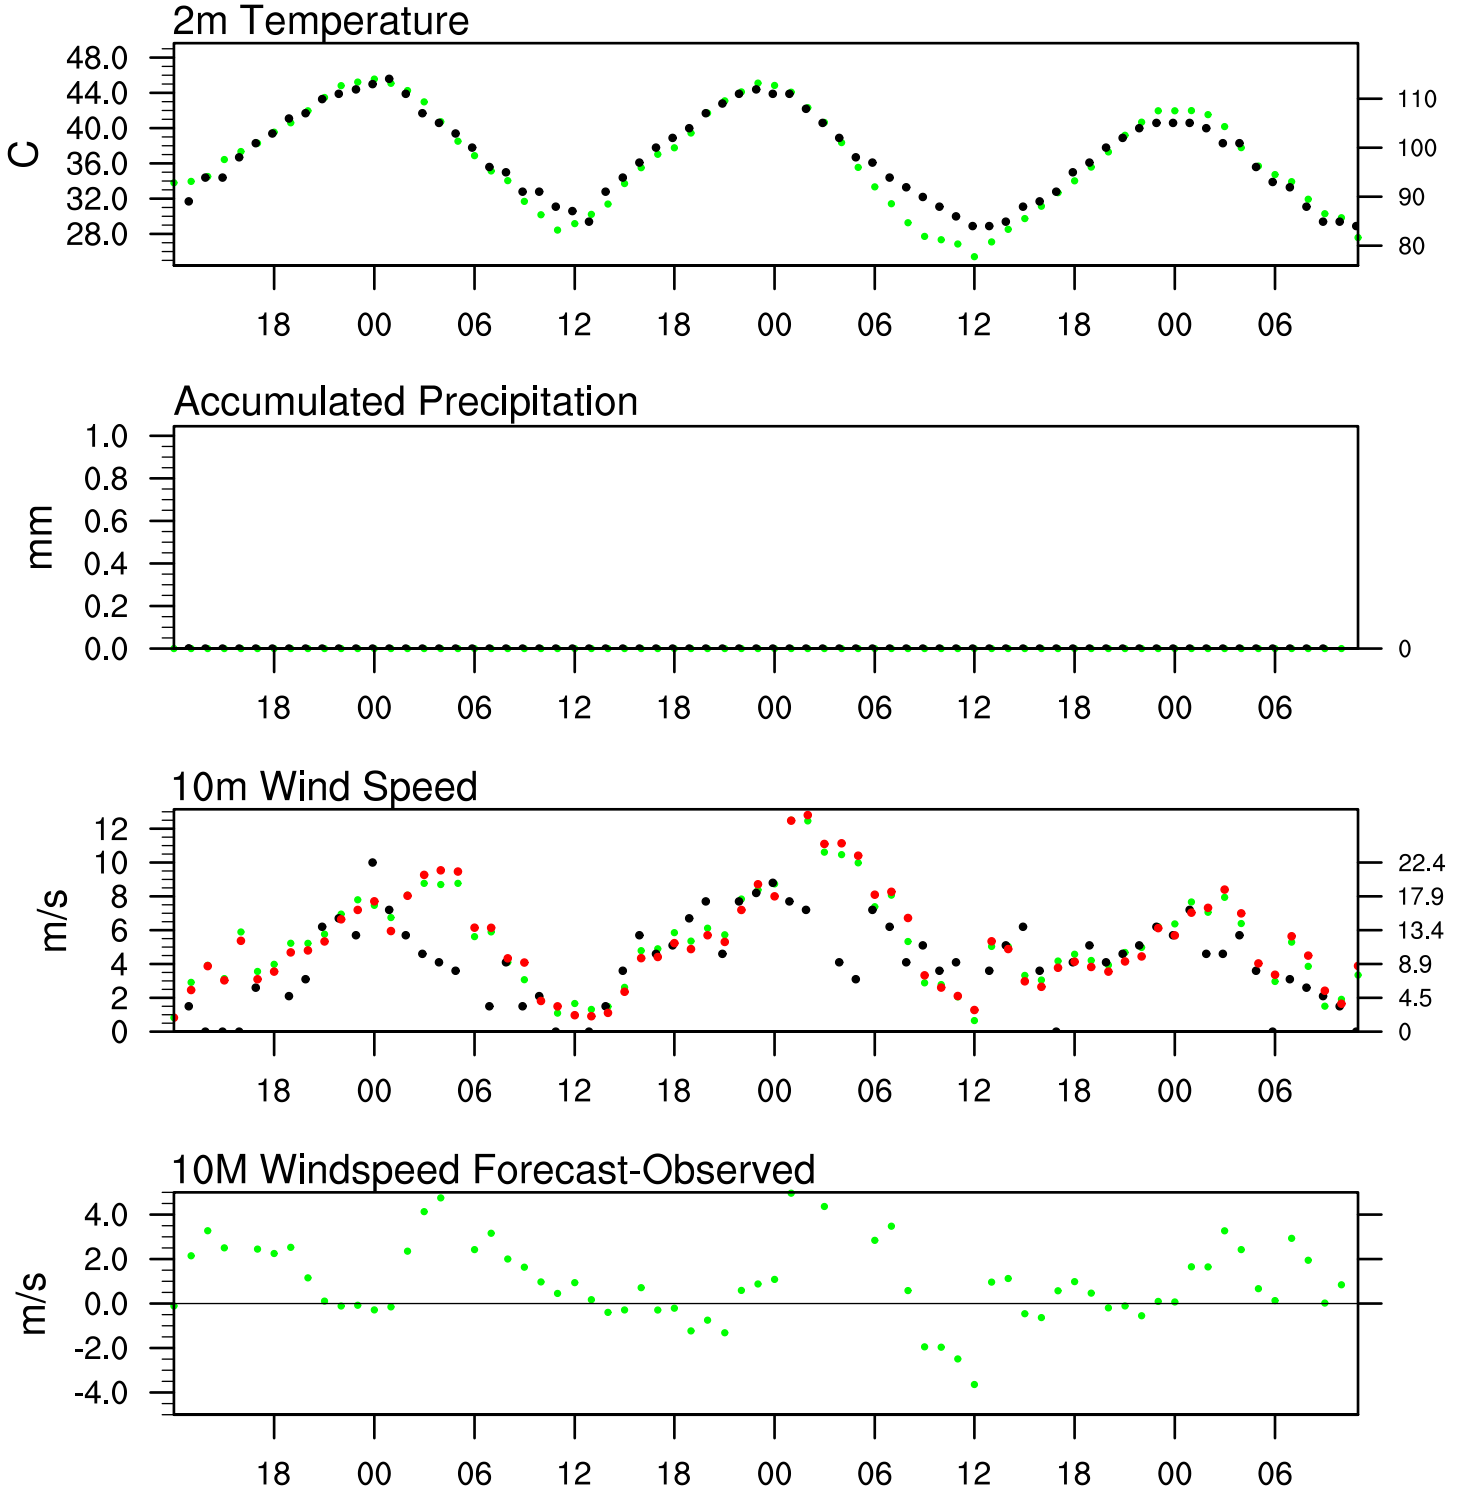 2m Temperature
48.0
44.0
40.0
36.0
32.0
28.0
C
110
100
90
80
18 00 06 12 18 00 06 12 18 00 06
Accumulated Precipitation
1.0
0.8
0.6
0.4
0.2
0.0
mm
0
18 00 06 12 18 00 06 12 18 00 06
10m Wind Speed
12
10
8
6
4
2
0
m/s
22.4
17.9
13.4
8.9
4.5
0
18 00 06 12 18 00 06 12 18 00 06
10M Windspeed Forecast-Observed
4.0
2.0
0.0
-2.0
-4.0
m/s
18 00 06 12 18 00 06 12 18 00 06